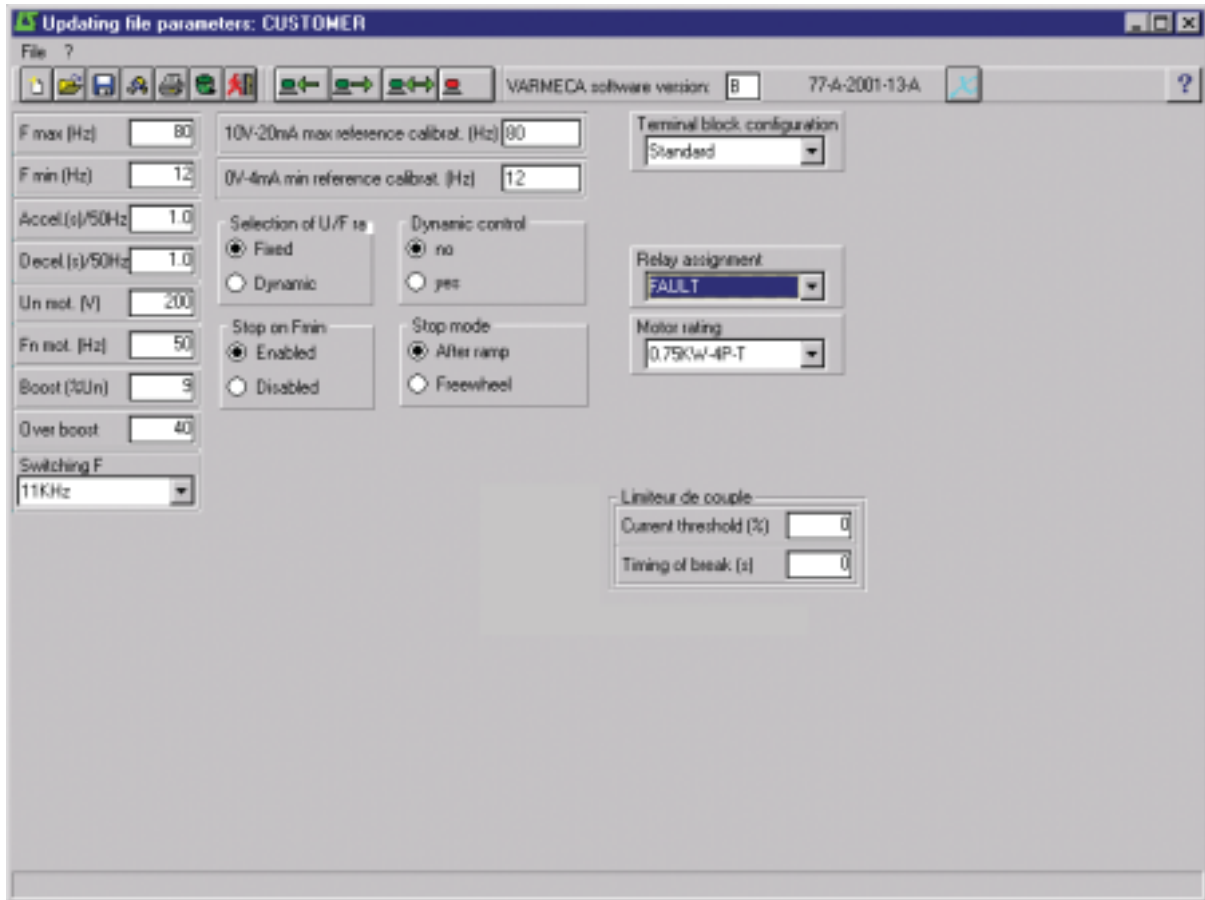 LS Updating file parameters: CUSTOMER
File ?
VARMECA software version: B 77-A-2001-13-A ?
F max (Hz) 80
F min (Hz) 12
Accel.(s)/50Hz 1.0
Decel.(s)/50Hz 1.0
Un mot. (V) 200
Fn mot. (Hz) 50
Boost (%Un) 9
Over boost 40
Switching F
11KHz
10V-20mA max reference calibrat. (Hz) 80
0V-4mA min reference calibrat. (Hz) 12
Selection of U/F ra
Fixed
Dynamic
Dynamic control
no
yes
Stop on Fmin
Enabled
Disabled
Stop mode
After ramp
Freewheel
Terminal block configuration
Standard
Relay assignment
FAULT
Motor rating
0.75KW-4P-T
Limiteur de couple
Current threshold (%) 0
Timing of break (s) 0